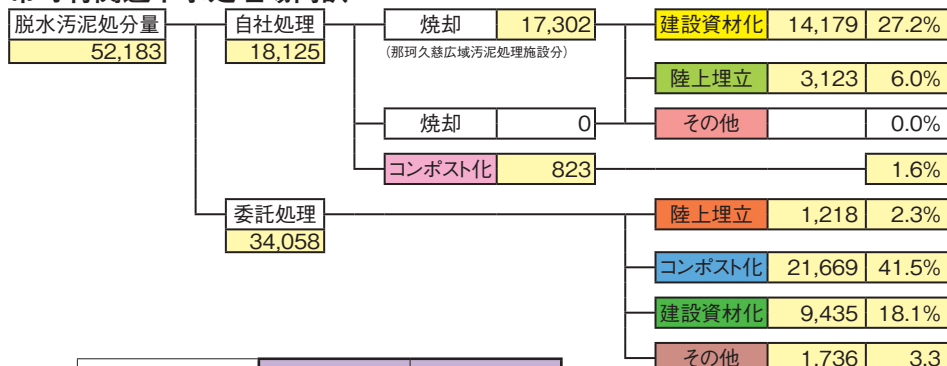 脱水汚泥処分量 自社処理 焼却 17,302 建設資材化 14,179 27.2%
52,183 18,125 (那珂久慈広域汚泥処理施設分)
陸上埋立 3,123 6.0%
焼却 0 その他 0.0%
コンポスト化 823 1.6%
委託処理 陸上埋立 1,218 2.3%
34,058
コンポスト化 21,669 41.5%
建設資材化 9,435 18.1%
その他 1,736 3.3